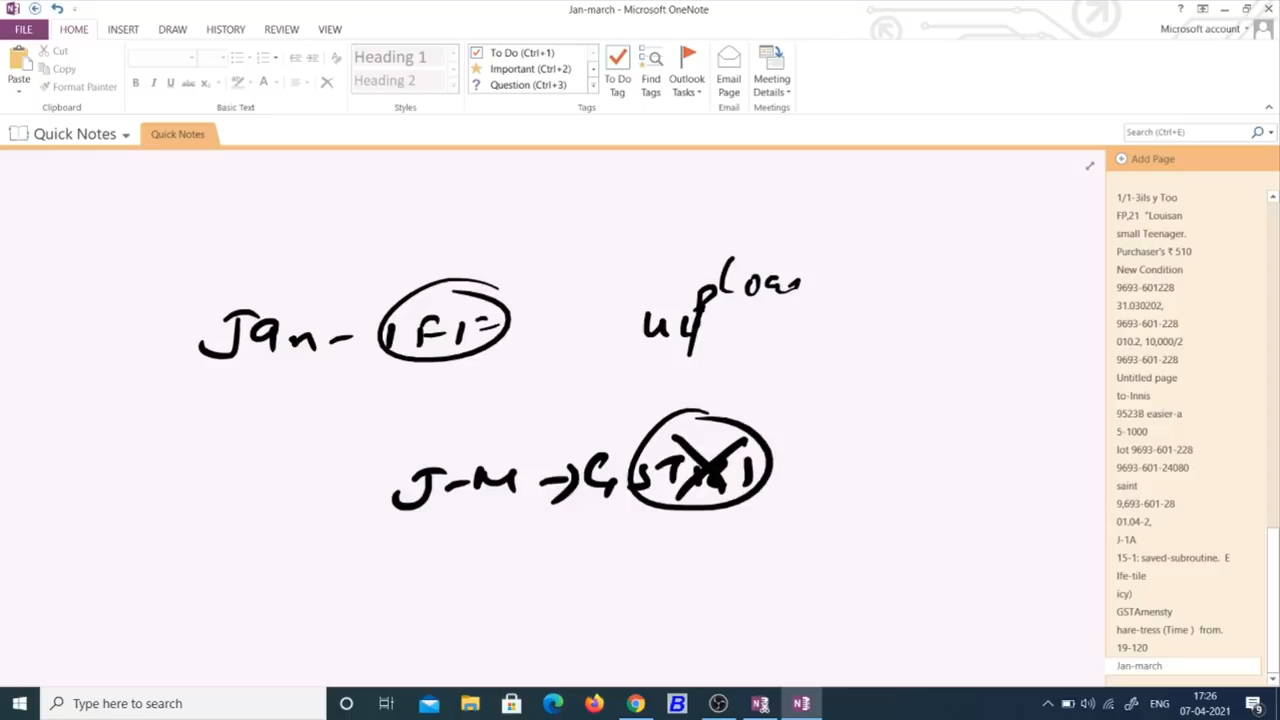 Jan-march - Microsoft OneNote
FILE HOME INSERT DRAW HISTORY REVIEW VIEW
Microsoft account
Paste
Cut
Copy
Format Painter
Clipboard
B I U abc X₂ A
Basic Text
Heading 1
Heading 2
Styles
To Do (Ctrl+1)
Important (Ctrl+2)
Question (Ctrl+3)
Tags
To Do Tag
Find Tags
Outlook Tasks
Email Page
Email
Meeting Details
Meetings
Quick Notes
Quick Notes
Search (Ctrl+E)
Add Page
1/1-3ils y Too
FP,21 "Louisan
small Teenager.
Purchaser's ₹ 510
New Condition
9693-601228
31.030202,
9693-601-228
010.2, 10,000/2
9693-601-228
Untitled page
to-Innis
9523B easier-a
5-1000
lot 9693-601-228
9693-601-24080
saint
9,693-601-28
01.04-2,
J-1A
15-1: saved-subroutine. E
Ife-tile
icy)
GSTAmensty
hare-tress (Time ) from.
19-120
Jan-march
Jan -
J-M → GST
Type here to search
ENG
17:26
07-04-2021
9